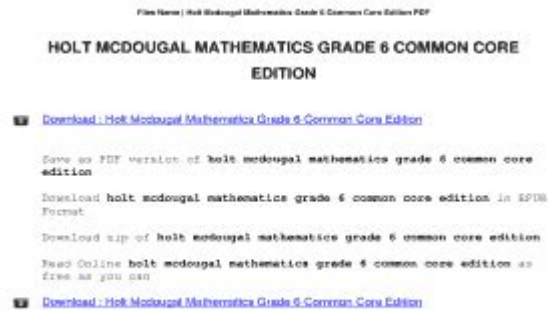 Files Name | Holt Mcdougal Mathematics Grade 6 Common Core Edition PDF
HOLT MCDOUGAL MATHEMATICS GRADE 6 COMMON CORE
EDITION
Download : Holt Mcdougal Mathematics Grade 6 Common Core Edition
Save as PDF version of holt mcdougal mathematics grade 6 common core
edition
Download holt mcdougal mathematics grade 6 common core edition in EPUB
Format
Download zip of holt mcdougal mathematics grade 6 common core edition
Read Online holt mcdougal mathematics grade 6 common core edition as
free as you can
Download : Holt Mcdougal Mathematics Grade 6 Common Core Edition